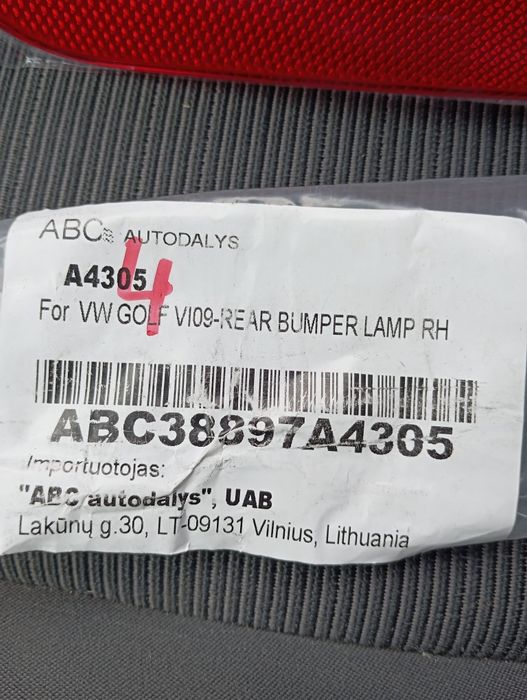 ABC AUTODALYS
A4305
4
For VW GOLF VI09-REAR BUMPER LAMP RH
ABC38897A4305
Importuotojas:
"ABC autodalys", UAB
Lakūnų g.30, LT-09131 Vilnius, Lithuania